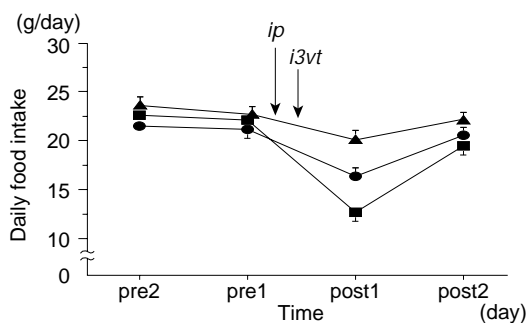 (g/day)
30
25
20
15
10
0
Daily food intake
ip
i3vt
pre2 pre1 post1 post2
Time
(day)